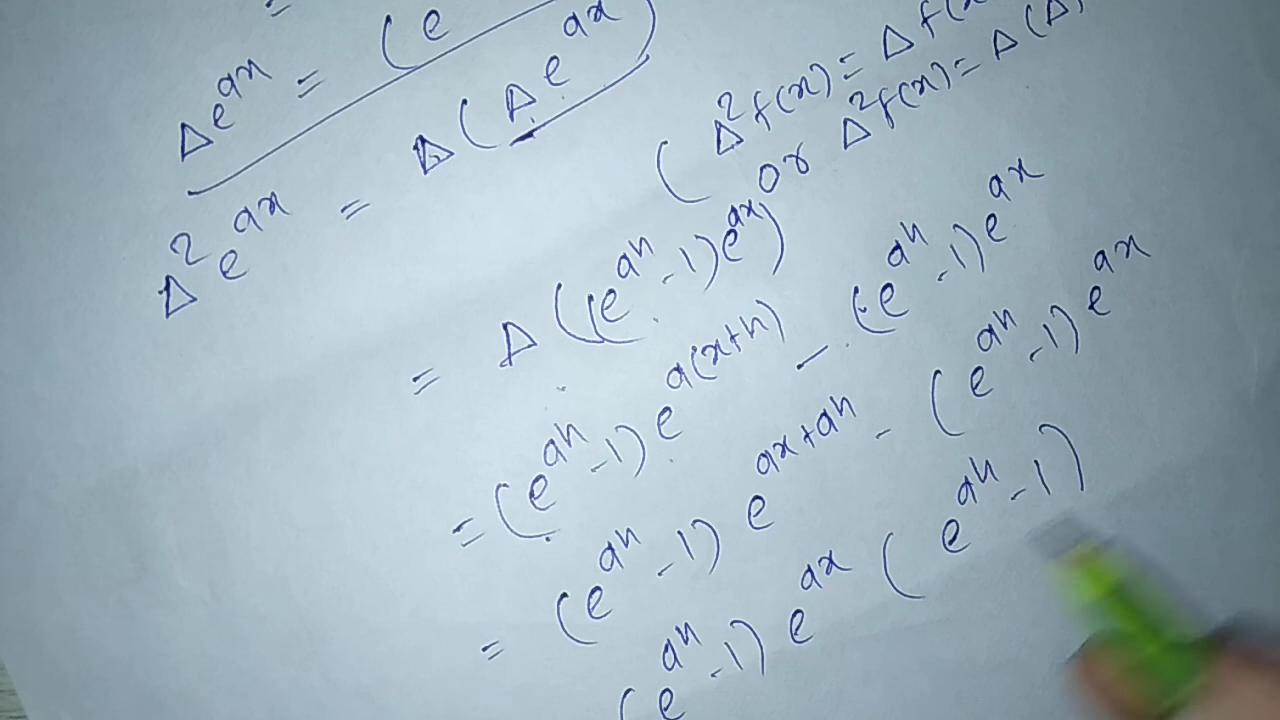 =
Δe^{ax} = (e
Δ²e^{ax} = Δ(Δe^{ax})
(Δ²f(x) = Δf(x
or Δ²f(x) = Δ(Δ
= Δ((e^{ah}-1)e^{ax})
= (e^{ah}-1)e^{a(x+h)} - (e^{ah}-1)e^{ax}
= (e^{ah}-1)e^{ax+ah} - (e^{ah}-1)e^{ax}
(e^{ah}-1)e^{ax}(e^{ah}-1)